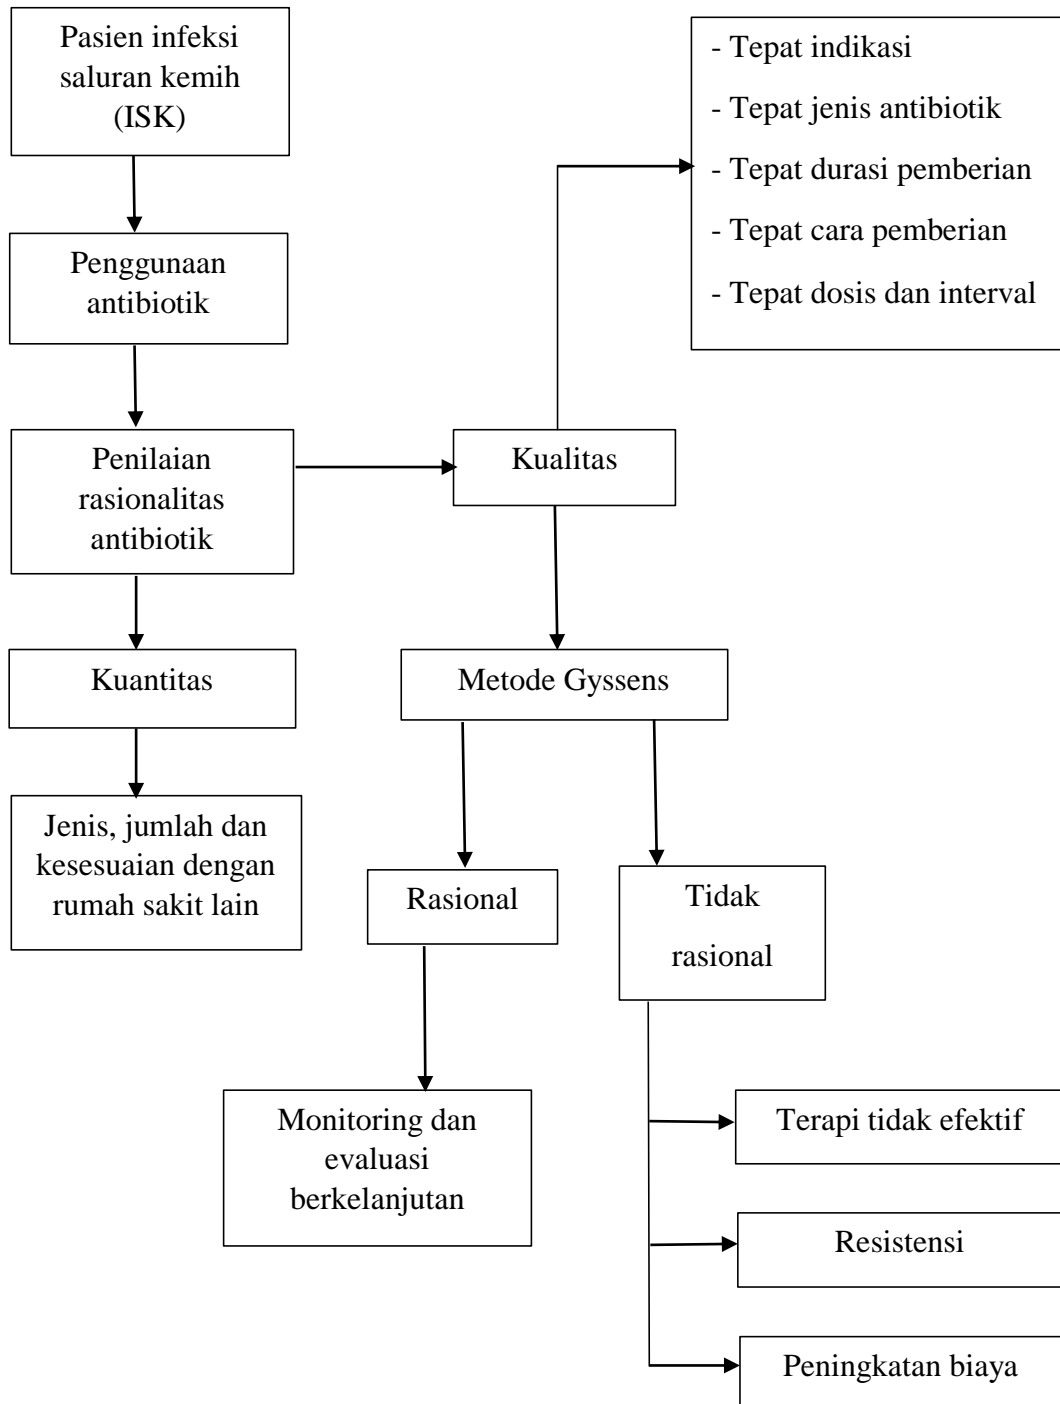 Pasien infeksi
saluran kemih
(ISK)
- Tepat indikasi
- Tepat jenis antibiotik
- Tepat durasi pemberian
- Tepat cara pemberian
- Tepat dosis dan interval
Penggunaan
antibiotik
Penilaian
rasionalitas
antibiotik
Kualitas
Kuantitas
Metode Gyssens
Jenis, jumlah dan
kesesuaian dengan
rumah sakit lain
Rasional
Tidak
rasional
Monitoring dan
evaluasi
berkelanjutan
Terapi tidak efektif
Resistensi
Peningkatan biaya